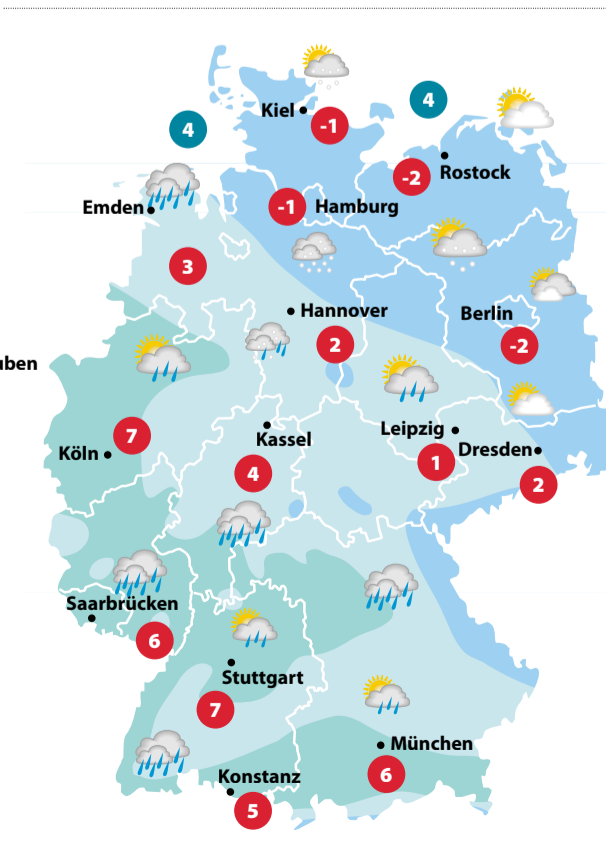 4
Kiel
-1
4
-2
Rostock
Emden
-1
Hamburg
3
Hannover
2
Berlin
-2
uben
7
Köln
Kassel
4
Leipzig
1
Dresden
2
Saarbrücken
6
Stuttgart
7
München
6
Konstanz
5